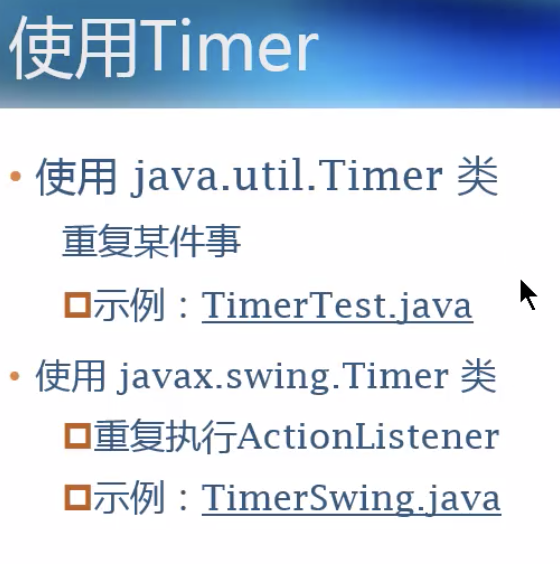 使用Timer
• 使用 java.util.Timer 类
重复某件事
示例：TimerTest.java
• 使用 javax.swing.Timer 类
重复执行ActionListener
示例：TimerSwing.java